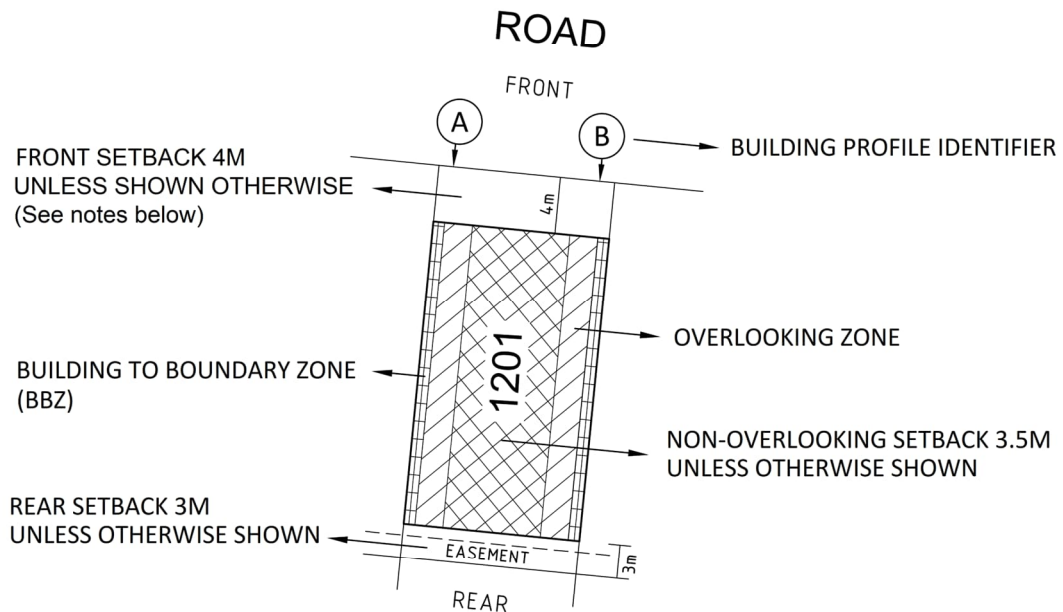 ROAD
FRONT
A
B
BUILDING PROFILE IDENTIFIER
FRONT SETBACK 4M
UNLESS SHOWN OTHERWISE
(See notes below)
4m
OVERLOOKING ZONE
1201
BUILDING TO BOUNDARY ZONE
(BBZ)
NON-OVERLOOKING SETBACK 3.5M
UNLESS OTHERWISE SHOWN
REAR SETBACK 3M
UNLESS OTHERWISE SHOWN
EASEMENT
3m
REAR